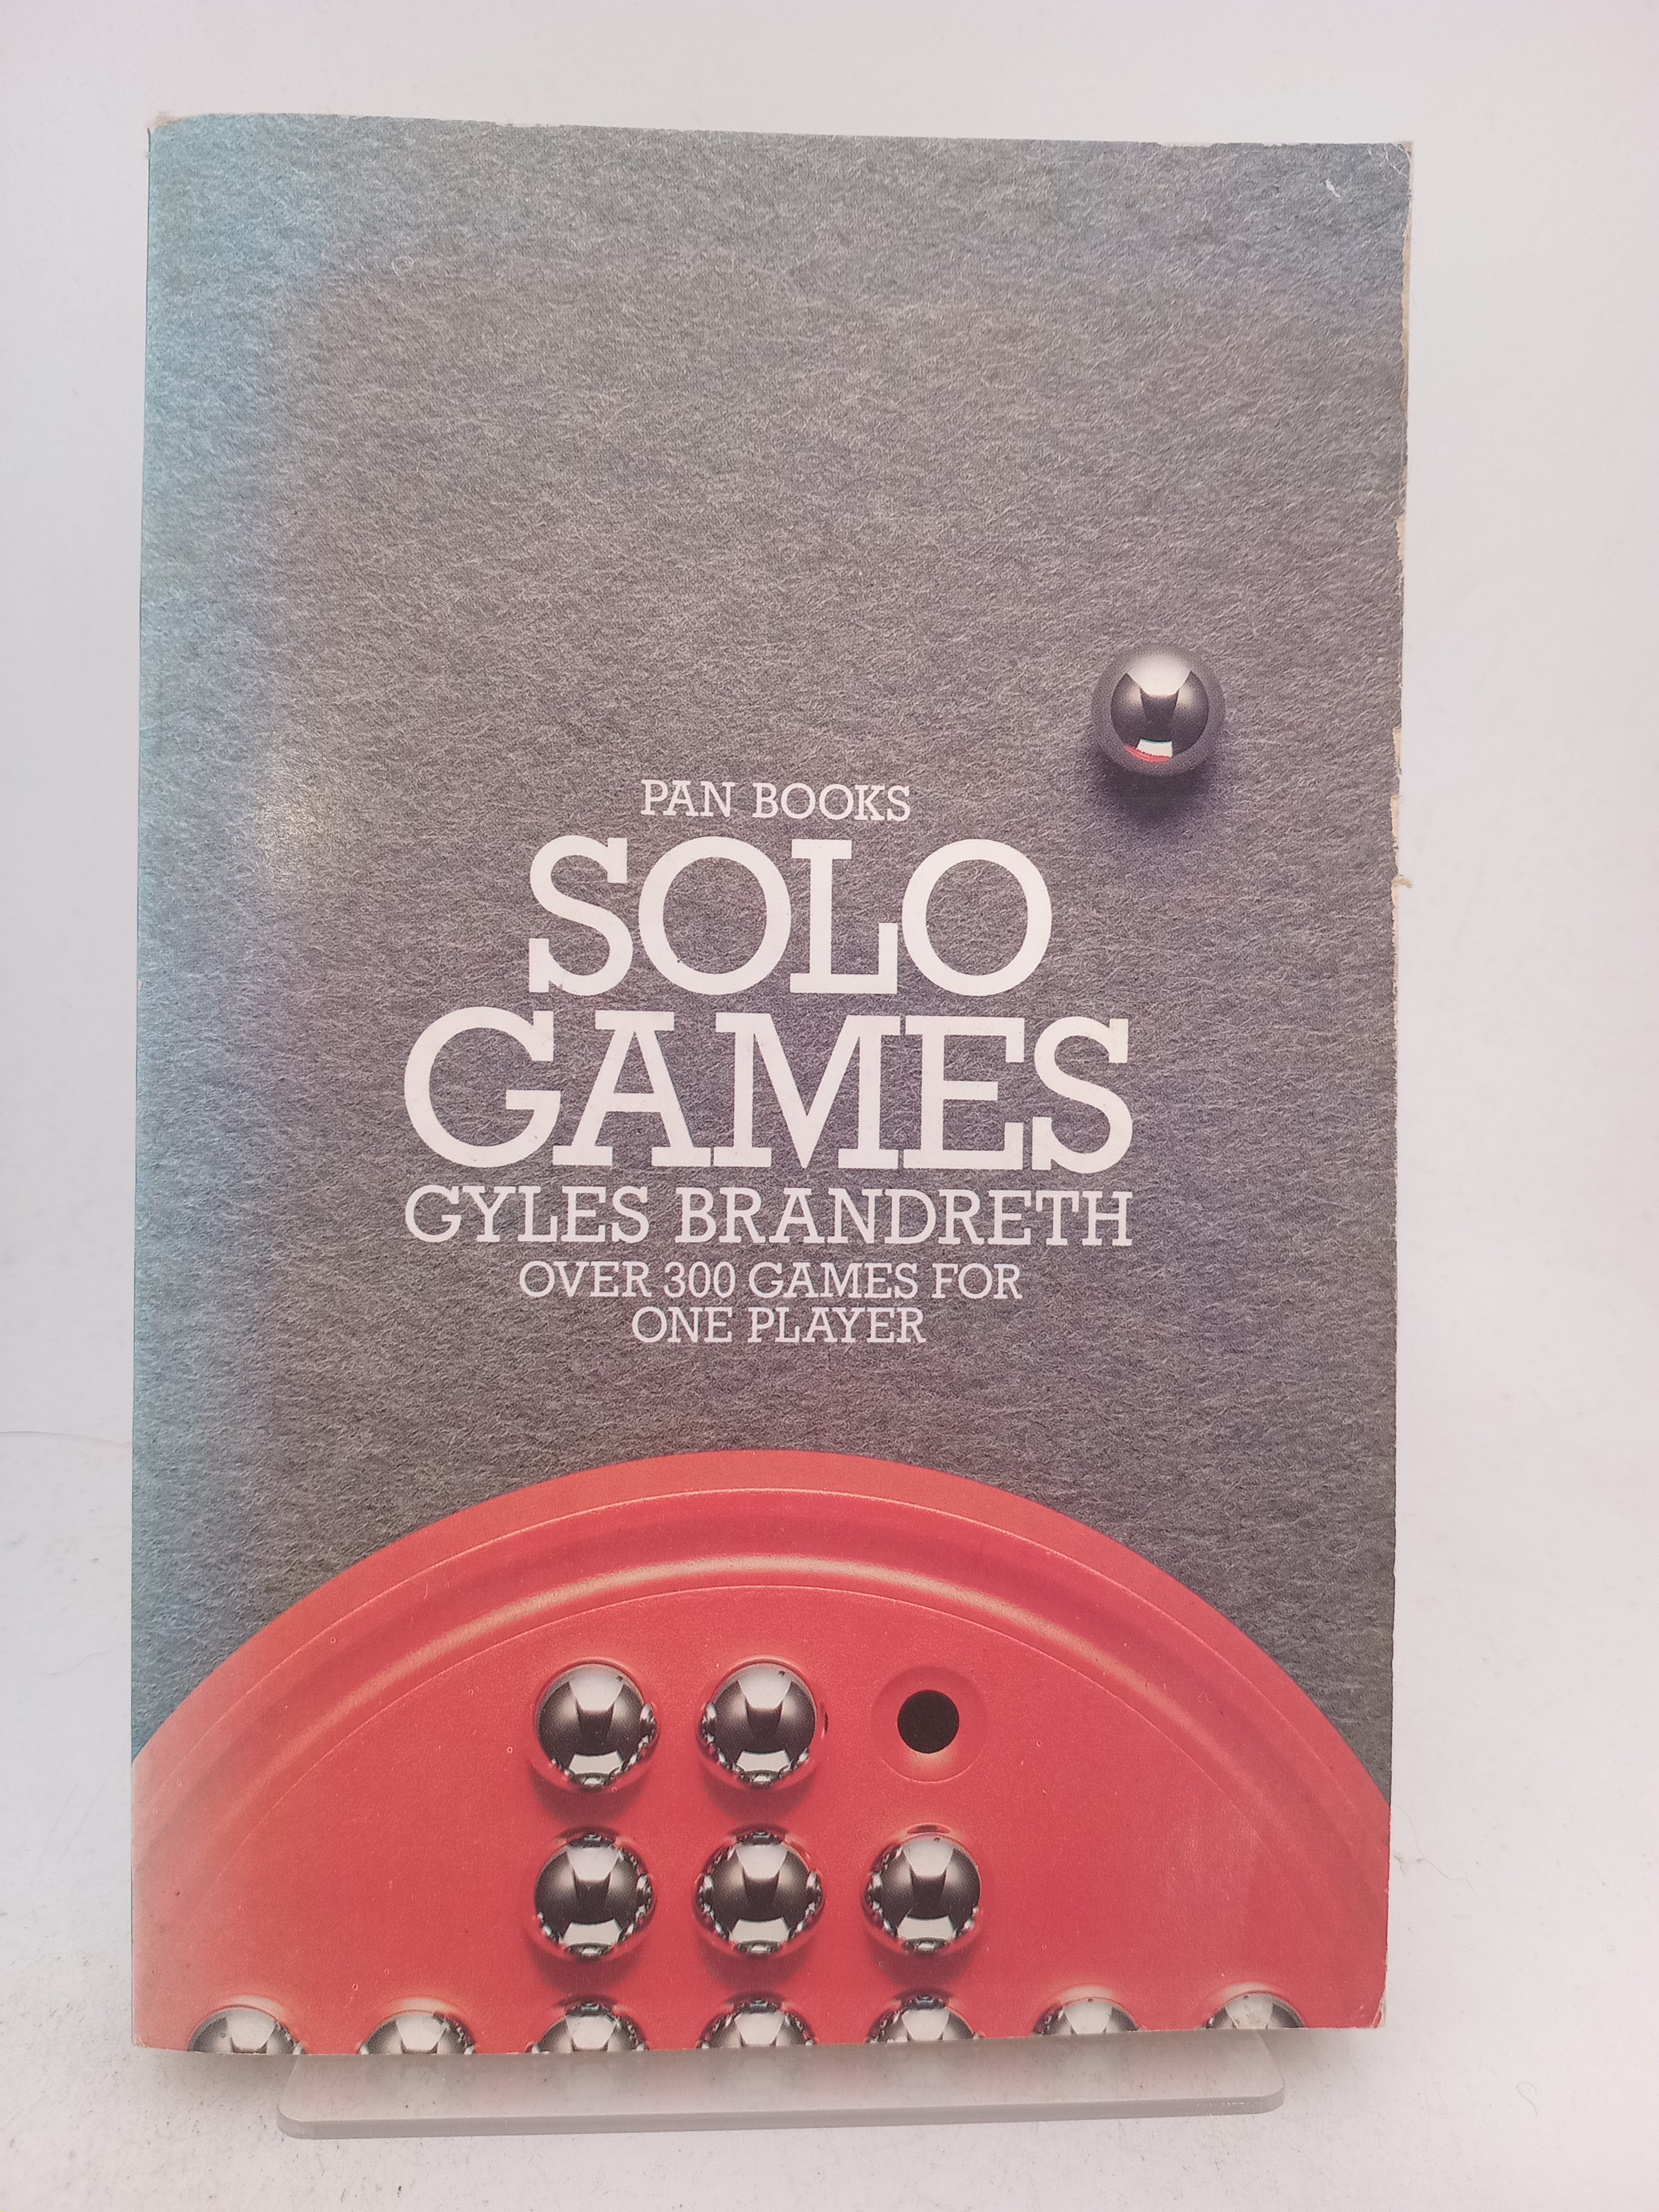 PAN BOOKS
SOLO
GAMES
GYLES BRANDRETH
OVER 300 GAMES FOR
ONE PLAYER